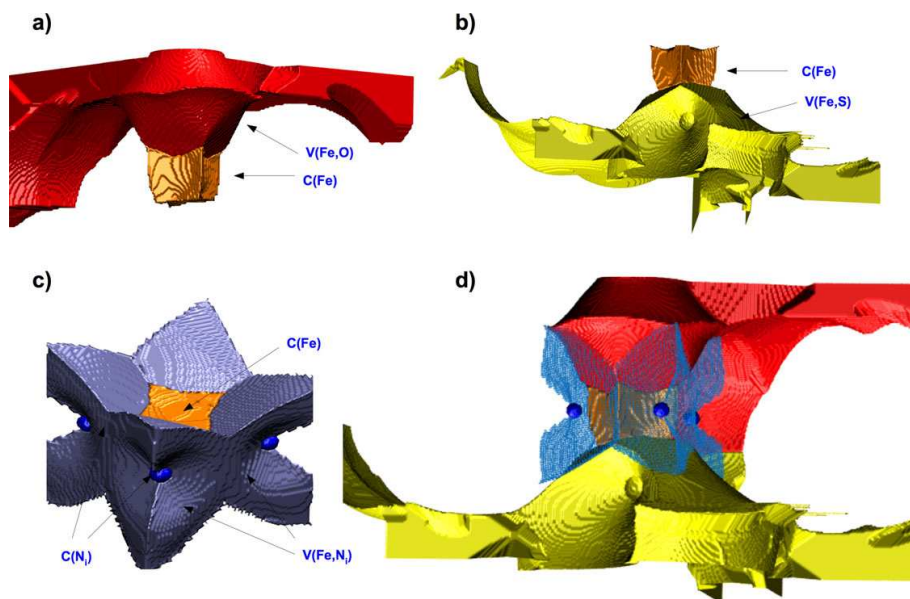 a)
b)
C(Fe)
V(Fe,S)
V(Fe,O)
C(Fe)
c)
d)
C(Fe)
C(Ni)
V(Fe,Ni)